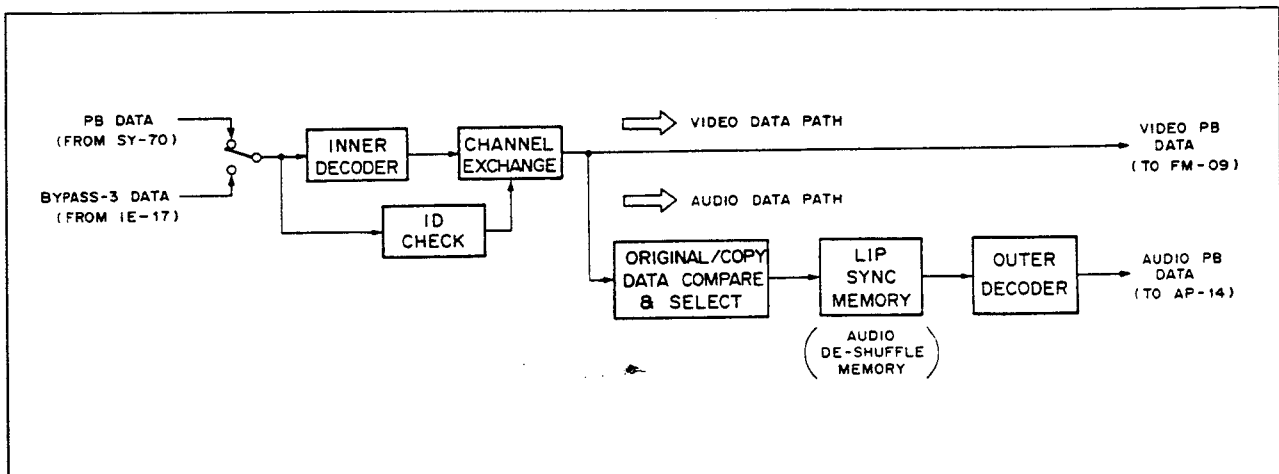 PB DATA
(FROM SY-70)
BYPASS-3 DATA
(FROM IE-17)
INNER
DECODER
CHANNEL
EXCHANGE
ID
CHECK
VIDEO DATA PATH
VIDEO PB
DATA
(TO FM-09)
AUDIO DATA PATH
ORIGINAL/COPY
DATA COMPARE
& SELECT
LIP
SYNC
MEMORY
(AUDIO
DE-SHUFFLE
MEMORY)
OUTER
DECODER
AUDIO PB
DATA
(TO AP-14)